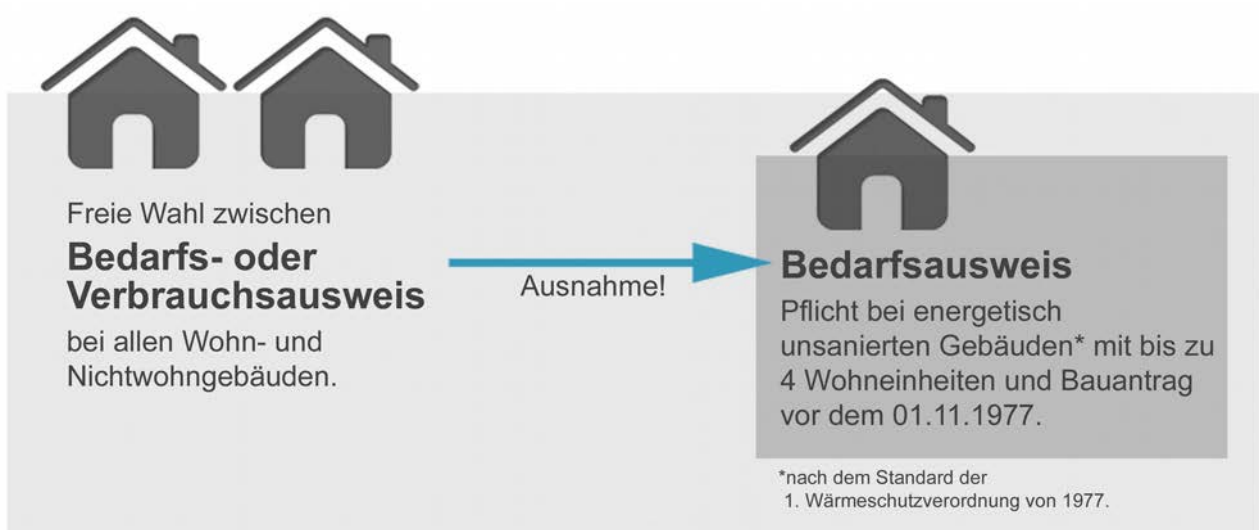 Freie Wahl zwischen
Bedarfs- oder
Verbrauchsausweis
bei allen Wohn- und
Nichtwohngebäuden.
Ausnahme!
Bedarfsausweis
Pflicht bei energetisch
unsanierten Gebäuden* mit bis zu
4 Wohneinheiten und Bauantrag
vor dem 01.11.1977.
*nach dem Standard der
1. Wärmeschutzverordnung von 1977.